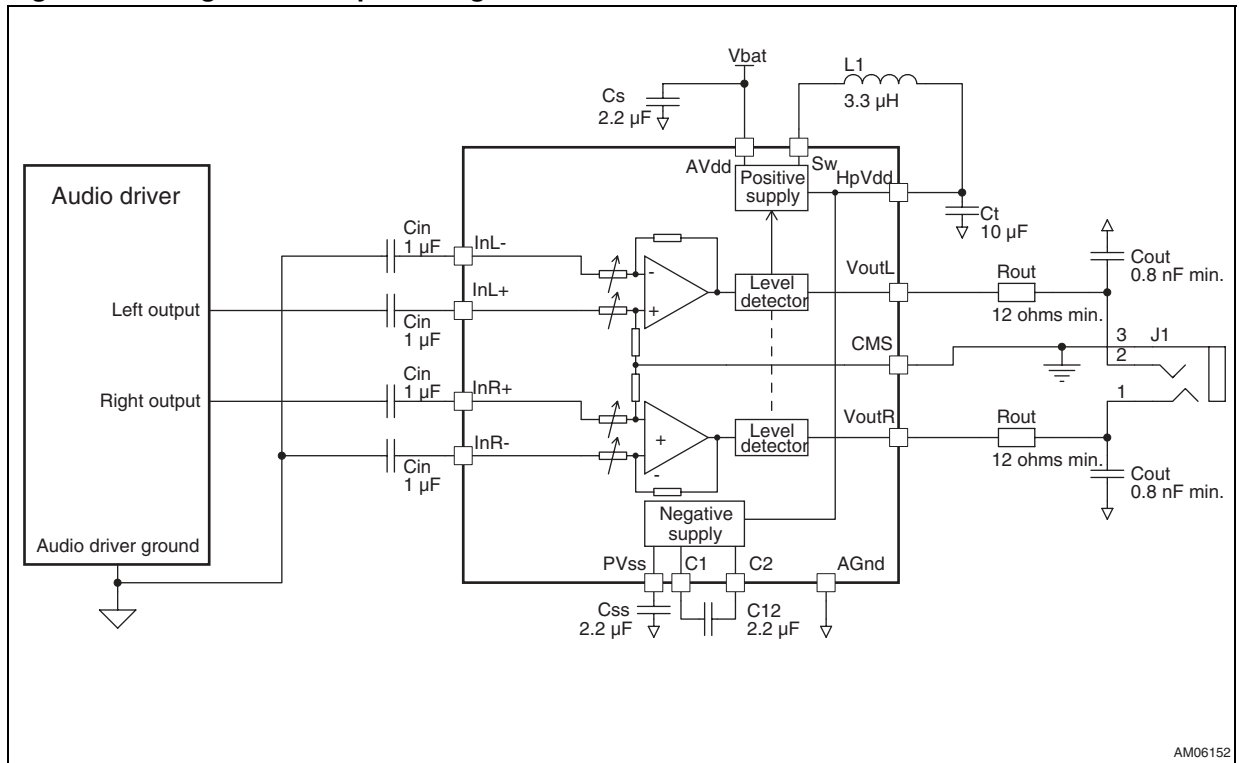 Vbat
L1
3.3 µH
Cs
2.2 µF
AVdd
Sw
HpVdd
Positive
supply
Ct
10 µF
Audio driver
Cin
1 µF
InL-
-
Left output
InL+
+
Cin
1 µF
Level
detector
VoutL
Rout
12 ohms min.
Cout
0.8 nF min.
CMS
3
J1
2
1
Right output
Cin
1 µF
InR+
+
InR-
-
Cin
1 µF
Level
detector
VoutR
Rout
12 ohms min.
Cout
0.8 nF min.
Negative
supply
Audio driver ground
PVss
C1
C2
AGnd
Css
2.2 µF
C12
2.2 µF
AM06152